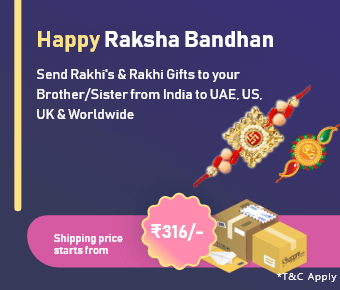 Happy Raksha Bandhan
Send Rakhi's & Rakhi Gifts to your
Brother/Sister from India to UAE, US,
UK & Worldwide
Shipping price
starts from
₹316/-
*T&C Apply